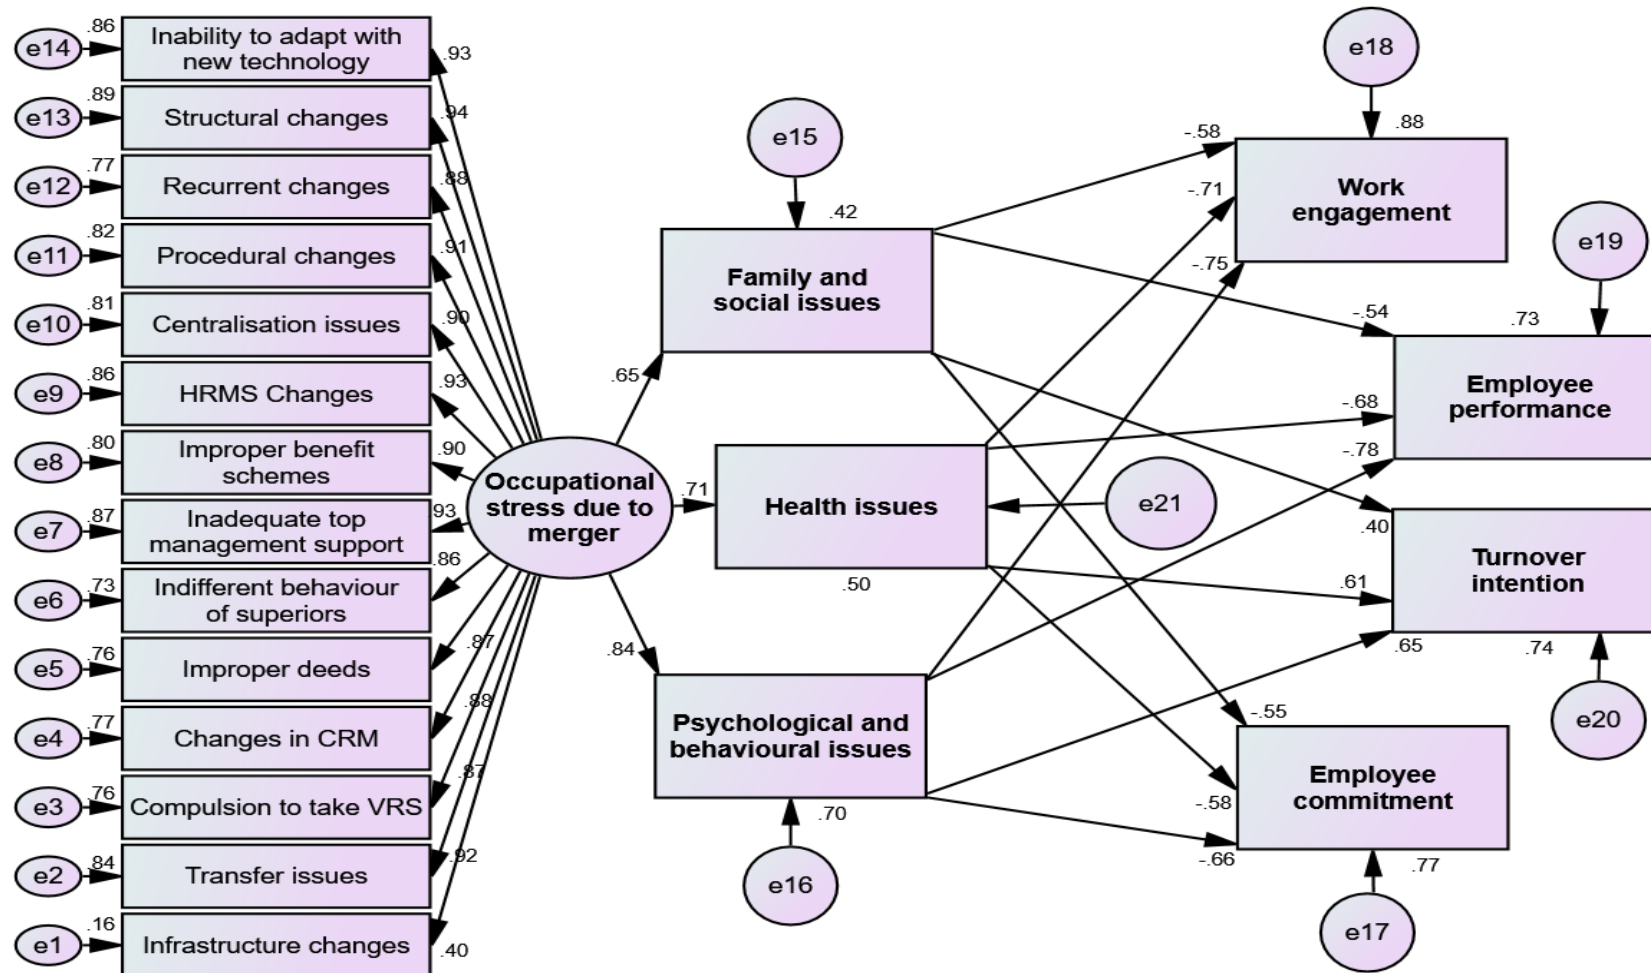 .86
e14
Inability to adapt with
new technology
.93
.89
e13
Structural changes
.94
.77
e12
Recurrent changes
.88
.82
e11
Procedural changes
.91
.81
e10
Centralisation issues
.90
.86
e9
HRMS Changes
.93
.80
e8
Improper benefit
schemes
.90
.87
e7
Inadequate top
management support
.93
.73
e6
Indifferent behaviour
of superiors
.86
.76
e5
Improper deeds
.87
.77
e4
Changes in CRM
.88
.76
e3
Compulsion to take VRS
.87
.84
e2
Transfer issues
.92
.16
e1
Infrastructure changes
.40
Occupational
stress due to
merger
.65
.71
.84
e15
.42
Family and
social issues
Health issues
.50
e21
Psychological and
behavioural issues
.70
e16
e18
.88
-.58
-.71
-.75
Work
engagement
e19
.73
-.54
-.68
-.78
Employee
performance
.40
.61
.65
Turnover
intention
.74
e20
-.55
-.58
-.66
Employee
commitment
.77
e17